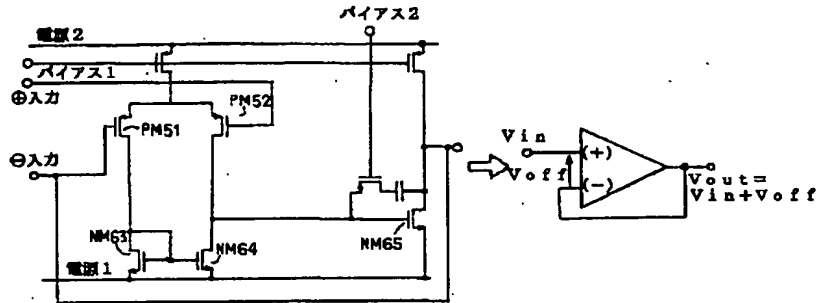 バイアス2
電源2
バイアス1
⊕入力
PM51
PM52
⊖入力
NM63
NM64
NM65
電源1
Vin
(+)
Voff
(-)
Vout=
Vin+Voff